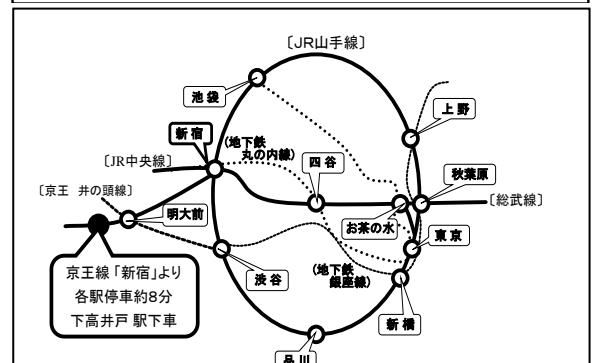 〔JR山手線〕
池袋
上野
新宿
(地下鉄
丸の内線)
四谷
秋葉原
〔JR中央線〕
〔京王 井の頭線〕
〔総武線〕
明大前
お茶の水
東京
京王線「新宿」より
各駅停車約8分
下高井戸 駅下車
渋谷
(地下鉄
銀座線)
新橋
品川